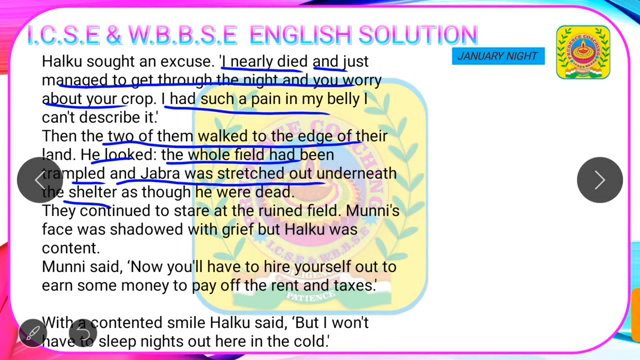 I.C.S.E & W.B.B.S.E ENGLISH SOLUTION
JANUARY NIGHT
Halku sought an excuse. 'I nearly died and just
managed to get through the night and you worry
about your crop. I had such a pain in my belly I
can't describe it.'
Then the two of them walked to the edge of their
land. He looked: the whole field had been
trampled and Jabra was stretched out underneath
the shelter as though he were dead.
They continued to stare at the ruined field. Munni's
face was shadowed with grief but Halku was
content.
Munni said, ‘Now you'll have to hire yourself out to
earn some money to pay off the rent and taxes.'
With a contented smile Halku said, ‘But I won't
have to sleep nights out here in the cold.'
I.C.S.E & W.B.B.S.E
PATIENCE